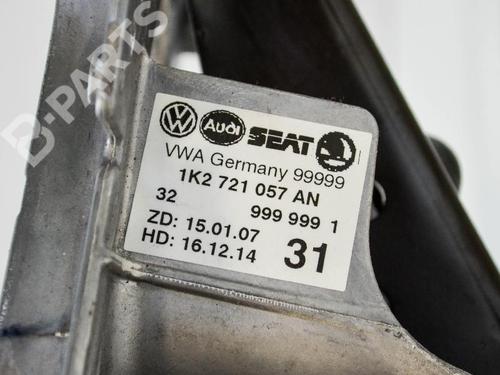 B-PARTS
VW Audi SEAT
VWA Germany 99999
1K2 721 057 AN
32 999 999 1
ZD: 15.01.07
HD: 16.12.14 31